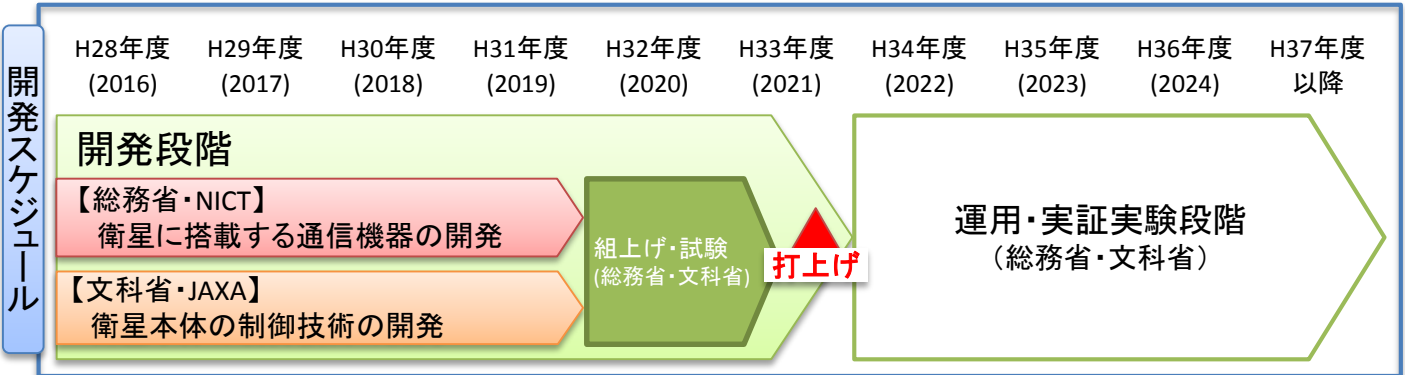 開発スケジュール
H28年度 H29年度 H30年度 H31年度 H32年度 H33年度 H34年度 H35年度 H36年度 H37年度
(2016) (2017) (2018) (2019) (2020) (2021) (2022) (2023) (2024) 以降
開発段階
【総務省・NICT】
衛星に搭載する通信機器の開発
【文科省・JAXA】
衛星本体の制御技術の開発
組上げ・試験
(総務省・文科省)
打上げ
運用・実証実験段階
（総務省・文科省）